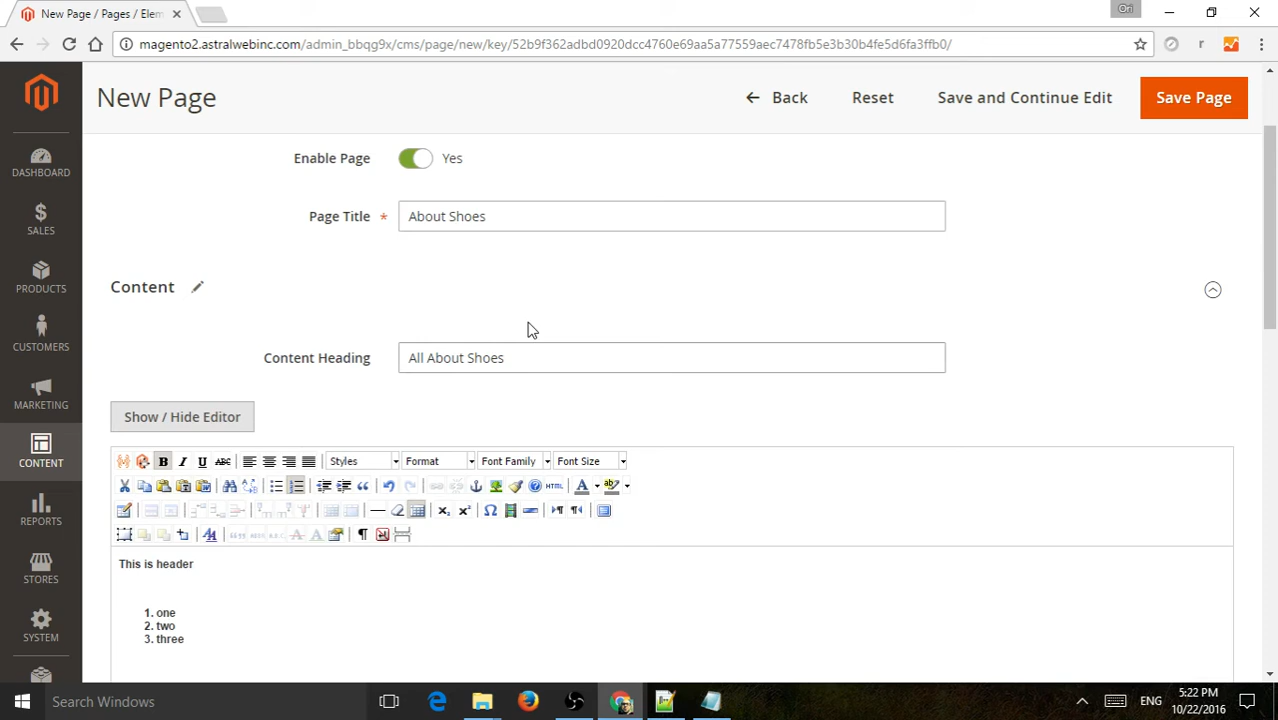 New Page / Pages / Elem
Ori
magento2.astralwebinc.com/admin_bbqg9x/cms/page/new/key/52b9f362adbd0920dcc4760e69aa5a77559aec7478fb5e3b30b4fe5d6fa3ffb0/
r
New Page
Back
Reset
Save and Continue Edit
Save Page
DASHBOARD
SALES
PRODUCTS
CUSTOMERS
MARKETING
CONTENT
REPORTS
STORES
SYSTEM
Enable Page
Yes
Page Title *
About Shoes
Content
Content Heading
All About Shoes
Show / Hide Editor
B I U ABC
Styles
Format
Font Family
Font Size
HTML
This is header
1. one
2. two
3. three
Search Windows
ENG
5:22 PM
10/22/2016